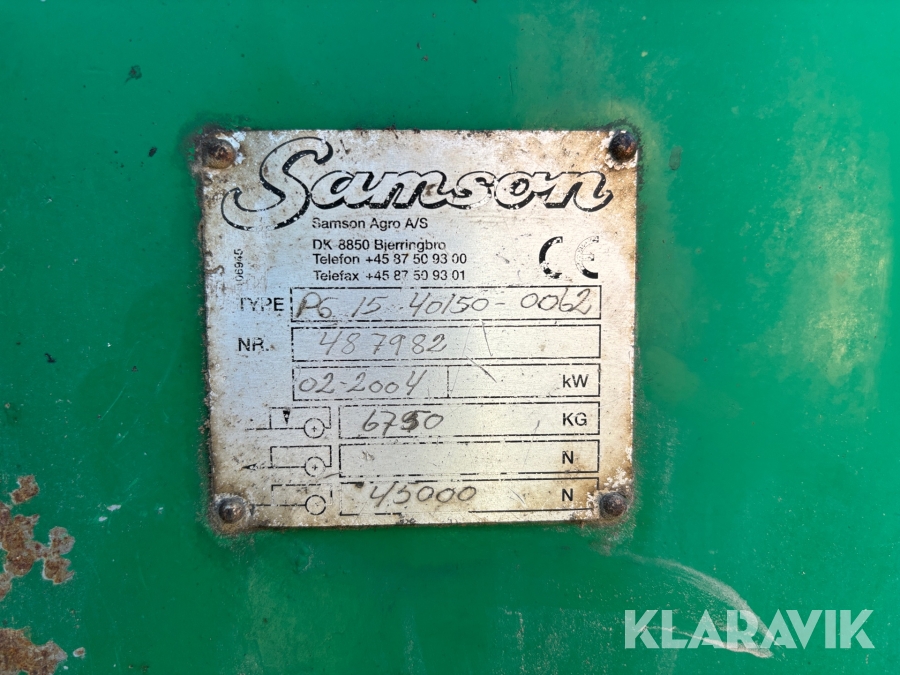 Samson
Samson Agro A/S
DK-8850 Bjerringbro
Telefon +45 87 50 93 00
Telefax +45 87 50 93 01
CE
TYPE PG 15 40150-0062
NR. 487982
02-2004 kW
6750 KG
N
45000 N
KLARAVIK